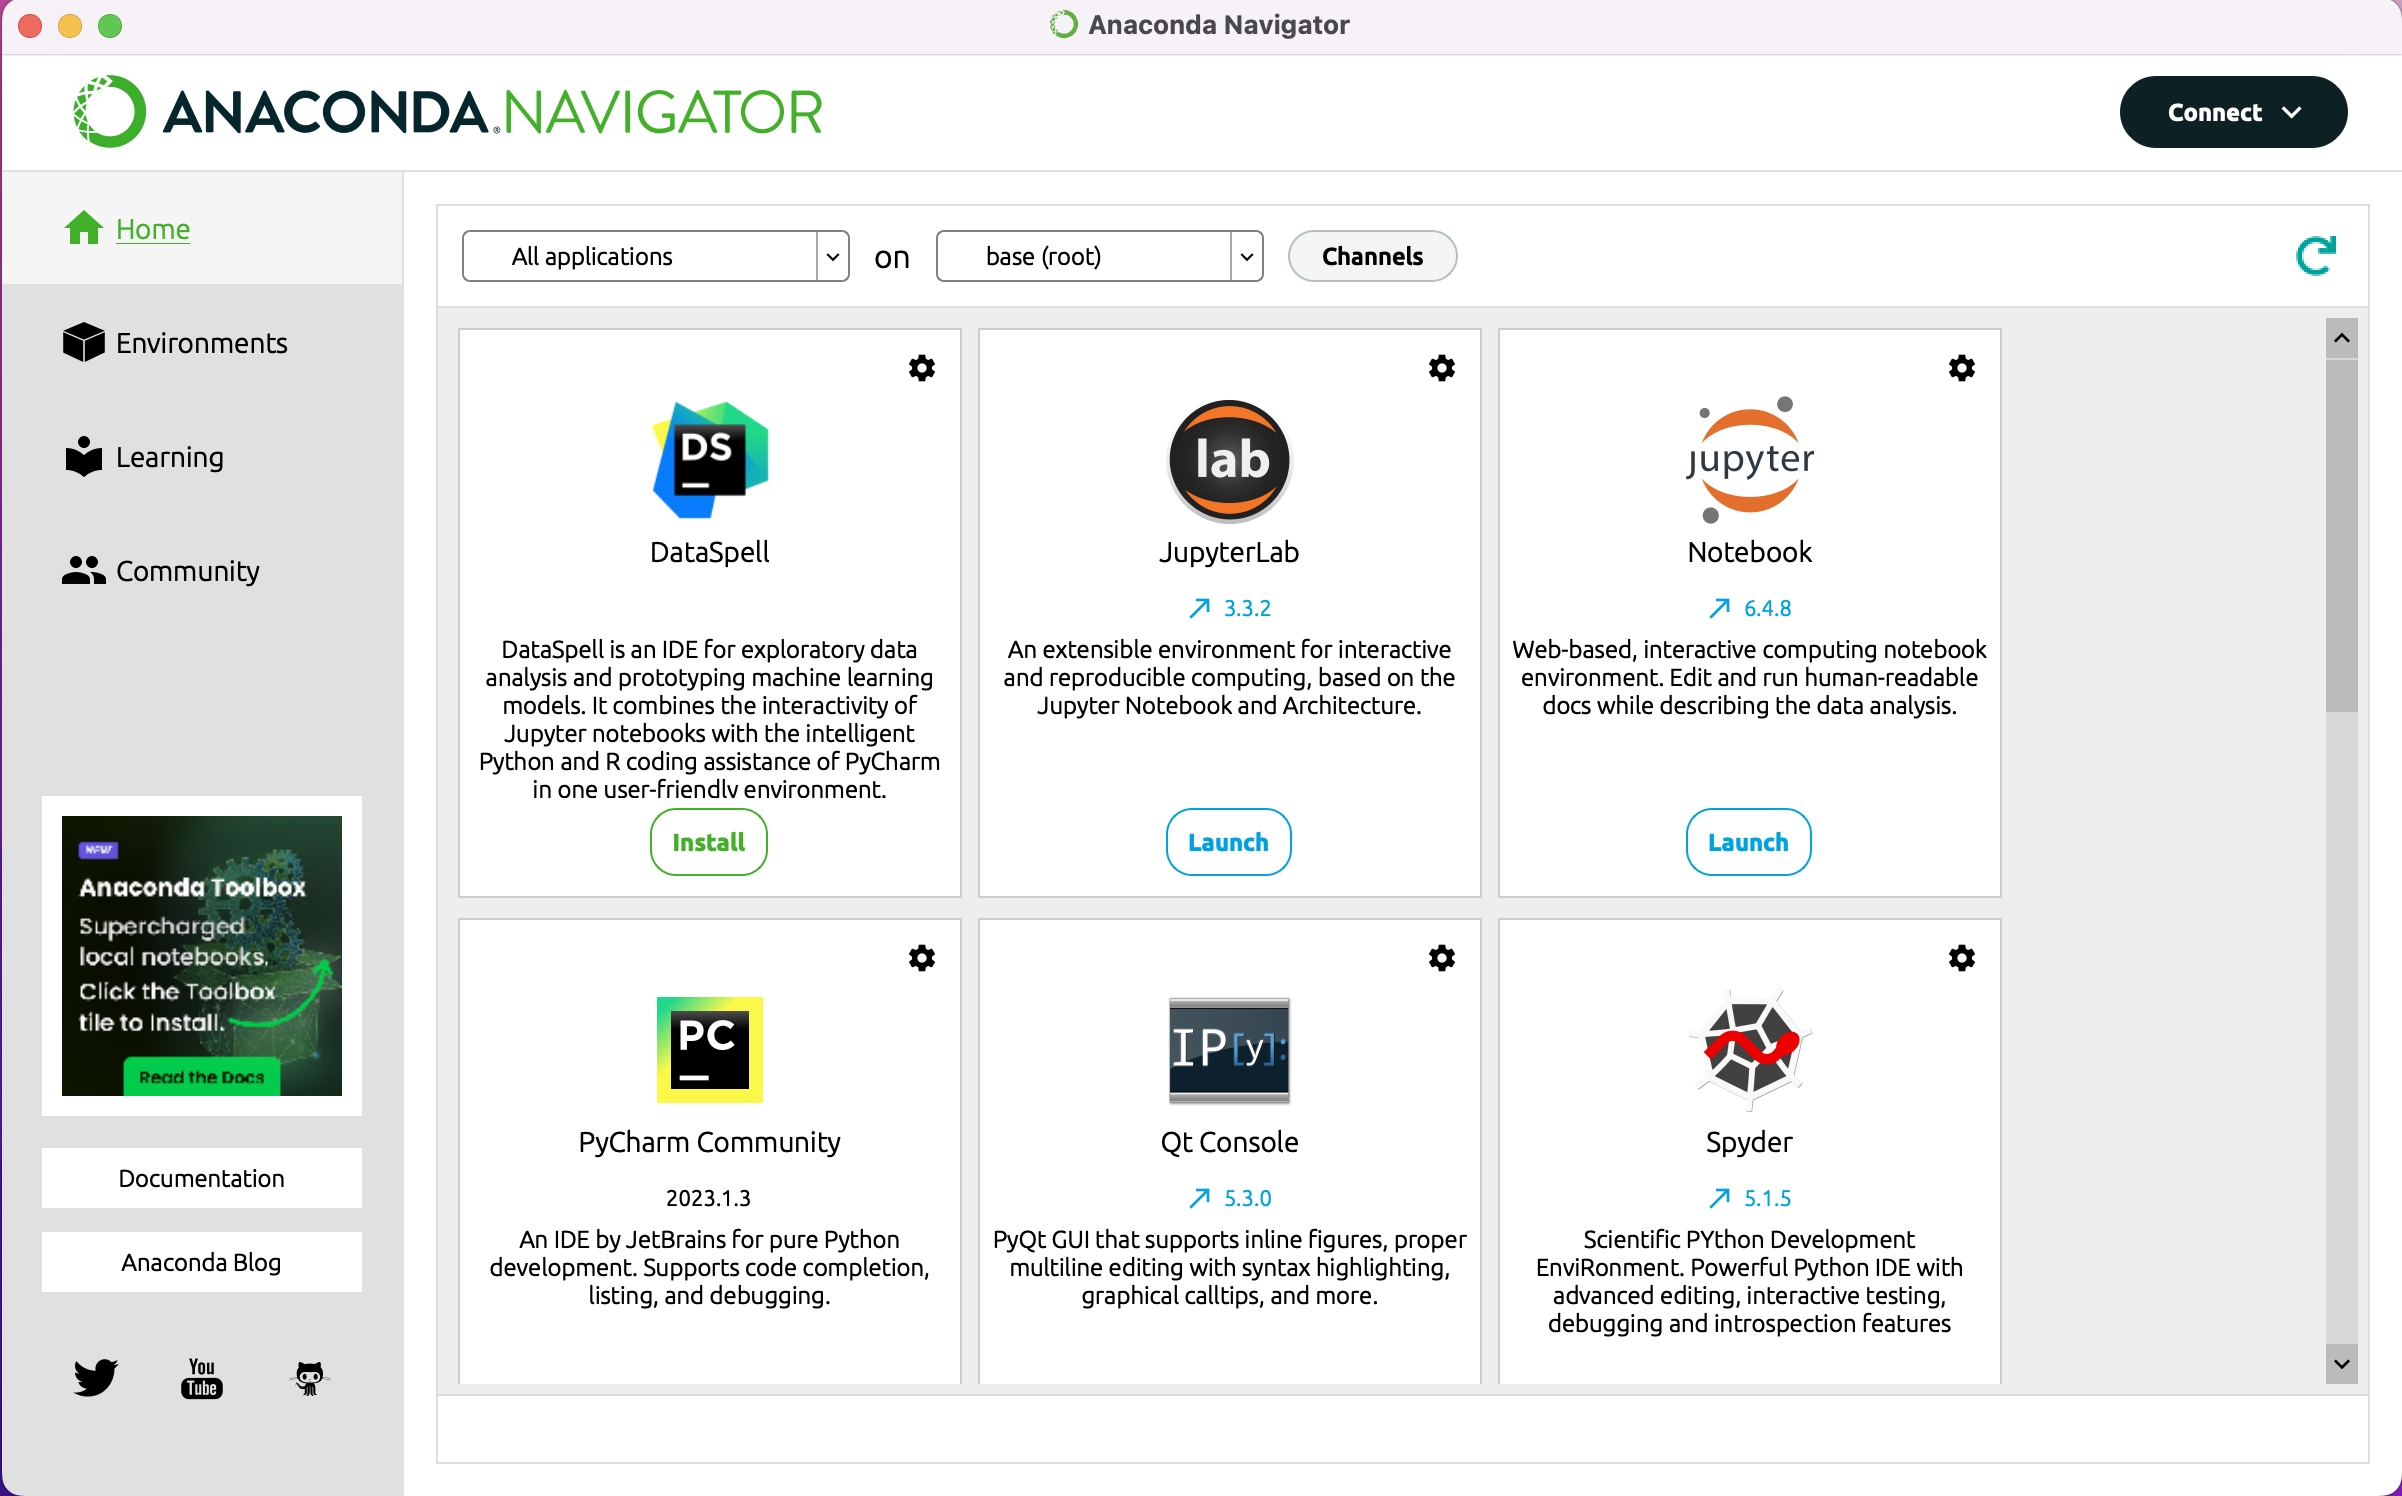 Anaconda Navigator
ANACONDA.NAVIGATOR
Connect
Home
Environments
Learning
Community
NEW
Anaconda Toolbox
Supercharged
local notebooks.
Click the Toolbox
tile to Install.
Read the Docs
Documentation
Anaconda Blog
You
Tube
All applications
on
base (root)
Channels
DS
DataSpell
DataSpell is an IDE for exploratory data
analysis and prototyping machine learning
models. It combines the interactivity of
Jupyter notebooks with the intelligent
Python and R coding assistance of PyCharm
in one user-friendly environment.
Install
lab
JupyterLab
3.3.2
An extensible environment for interactive
and reproducible computing, based on the
Jupyter Notebook and Architecture.
Launch
jupyter
Notebook
6.4.8
Web-based, interactive computing notebook
environment. Edit and run human-readable
docs while describing the data analysis.
Launch
PC
PyCharm Community
2023.1.3
An IDE by JetBrains for pure Python
development. Supports code completion,
listing, and debugging.
IP[y]:
Qt Console
5.3.0
PyQt GUI that supports inline figures, proper
multiline editing with syntax highlighting,
graphical calltips, and more.
Spyder
5.1.5
Scientific PYthon Development
EnviRonment. Powerful Python IDE with
advanced editing, interactive testing,
debugging and introspection features